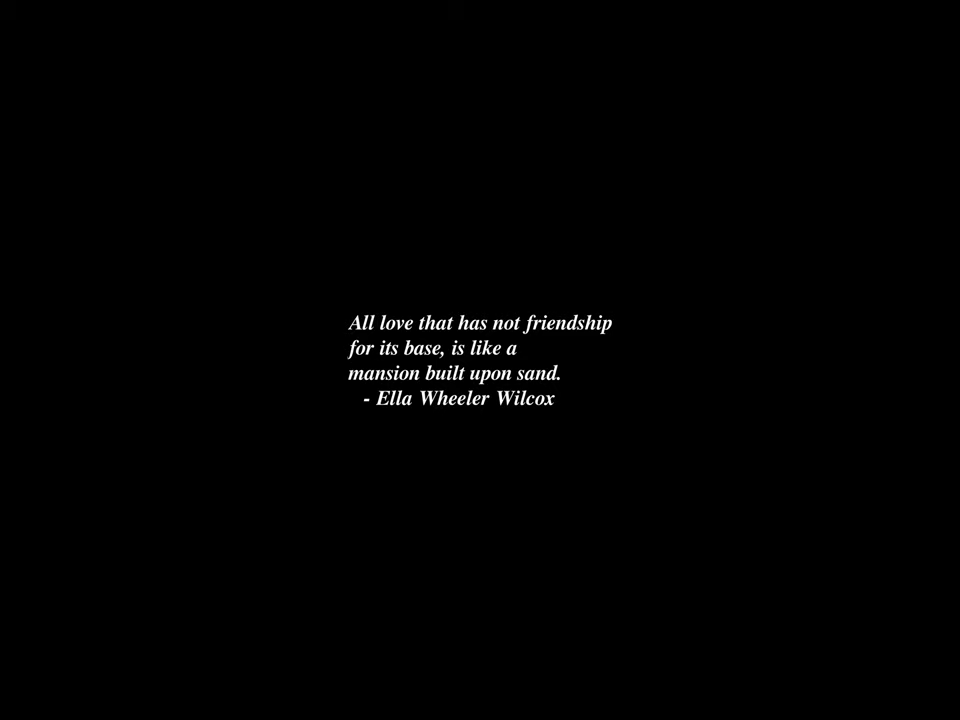 All love that has not friendship
for its base, is like a
mansion built upon sand.
- Ella Wheeler Wilcox